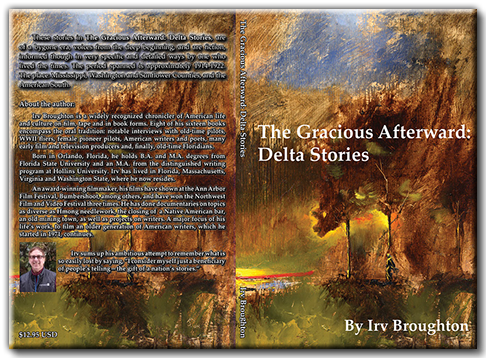 These stories in The Gracious Afterward: Delta Stories, are
of a bygone era, voices from the deep beginning, and are fiction,
informed though in very specific and detailed ways by one who
lived the times. The period spanned is approximately 1914-1922.
The place Mississippi, Washington and Sunflower Counties, and the
American South.
About the author:
Irv Broughton is a widely recognized chronicler of American life
and culture in film, tape and in book forms. Eight of his sixteen books
encompass the oral tradition: notable interviews with old-time pilots,
WWII fliers, female pioneer pilots, American writers and poets, many
early film and television producers and, finally, old-time Floridians.
Born in Orlando, Florida, he holds B.A. and M.A. degrees from
Florida State University and an M.A. from the distinguished writing
program at Hollins University. Irv has lived in Florida, Massachusetts,
Virginia and Washington State, where he now resides.
An award-winning filmmaker, his films have shown at the Ann Arbor
Film Festival, Bumbershoot, among others, and have won the Northwest
Film and Video Festival three times. He has done documentaries on topics
as diverse as Hmong needlework, the closing of a Native American bar,
an old mining town, as well as projects on writers. A major focus of his
life's work, to film an older generation of American writers, which he
started in 1971, continues.
Irv sums up his ambitious attempt to remember what is
so easily lost by saying, "I consider myself just a beneficiary
of people's telling—the gift of a nation's stories."
$12.95 USD
The Gracious Afterward: Delta Stories
Irv Broughton
The Gracious Afterward:
Delta Stories
By Irv Broughton